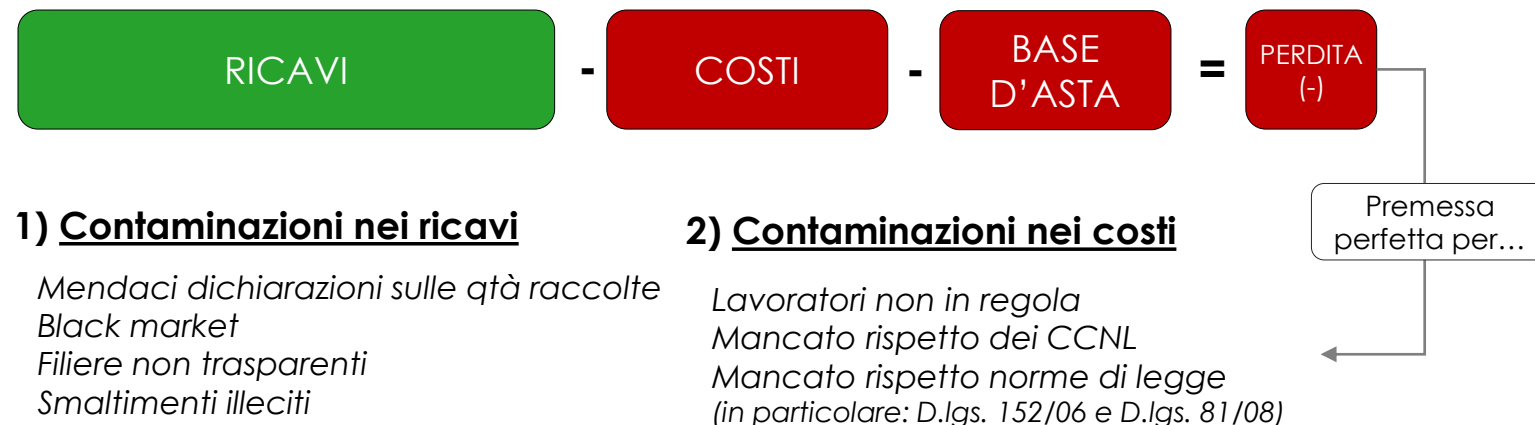 RICAVI
-
COSTI
-
BASE
D'ASTA
=
PERDITA
(-)
Premessa
perfetta per…
1) Contaminazioni nei ricavi
Mendaci dichiarazioni sulle qtà raccolte
Black market
Filiere non trasparenti
Smaltimenti illeciti
2) Contaminazioni nei costi
Lavoratori non in regola
Mancato rispetto dei CCNL
Mancato rispetto norme di legge
(in particolare: D.lgs. 152/06 e D.lgs. 81/08)